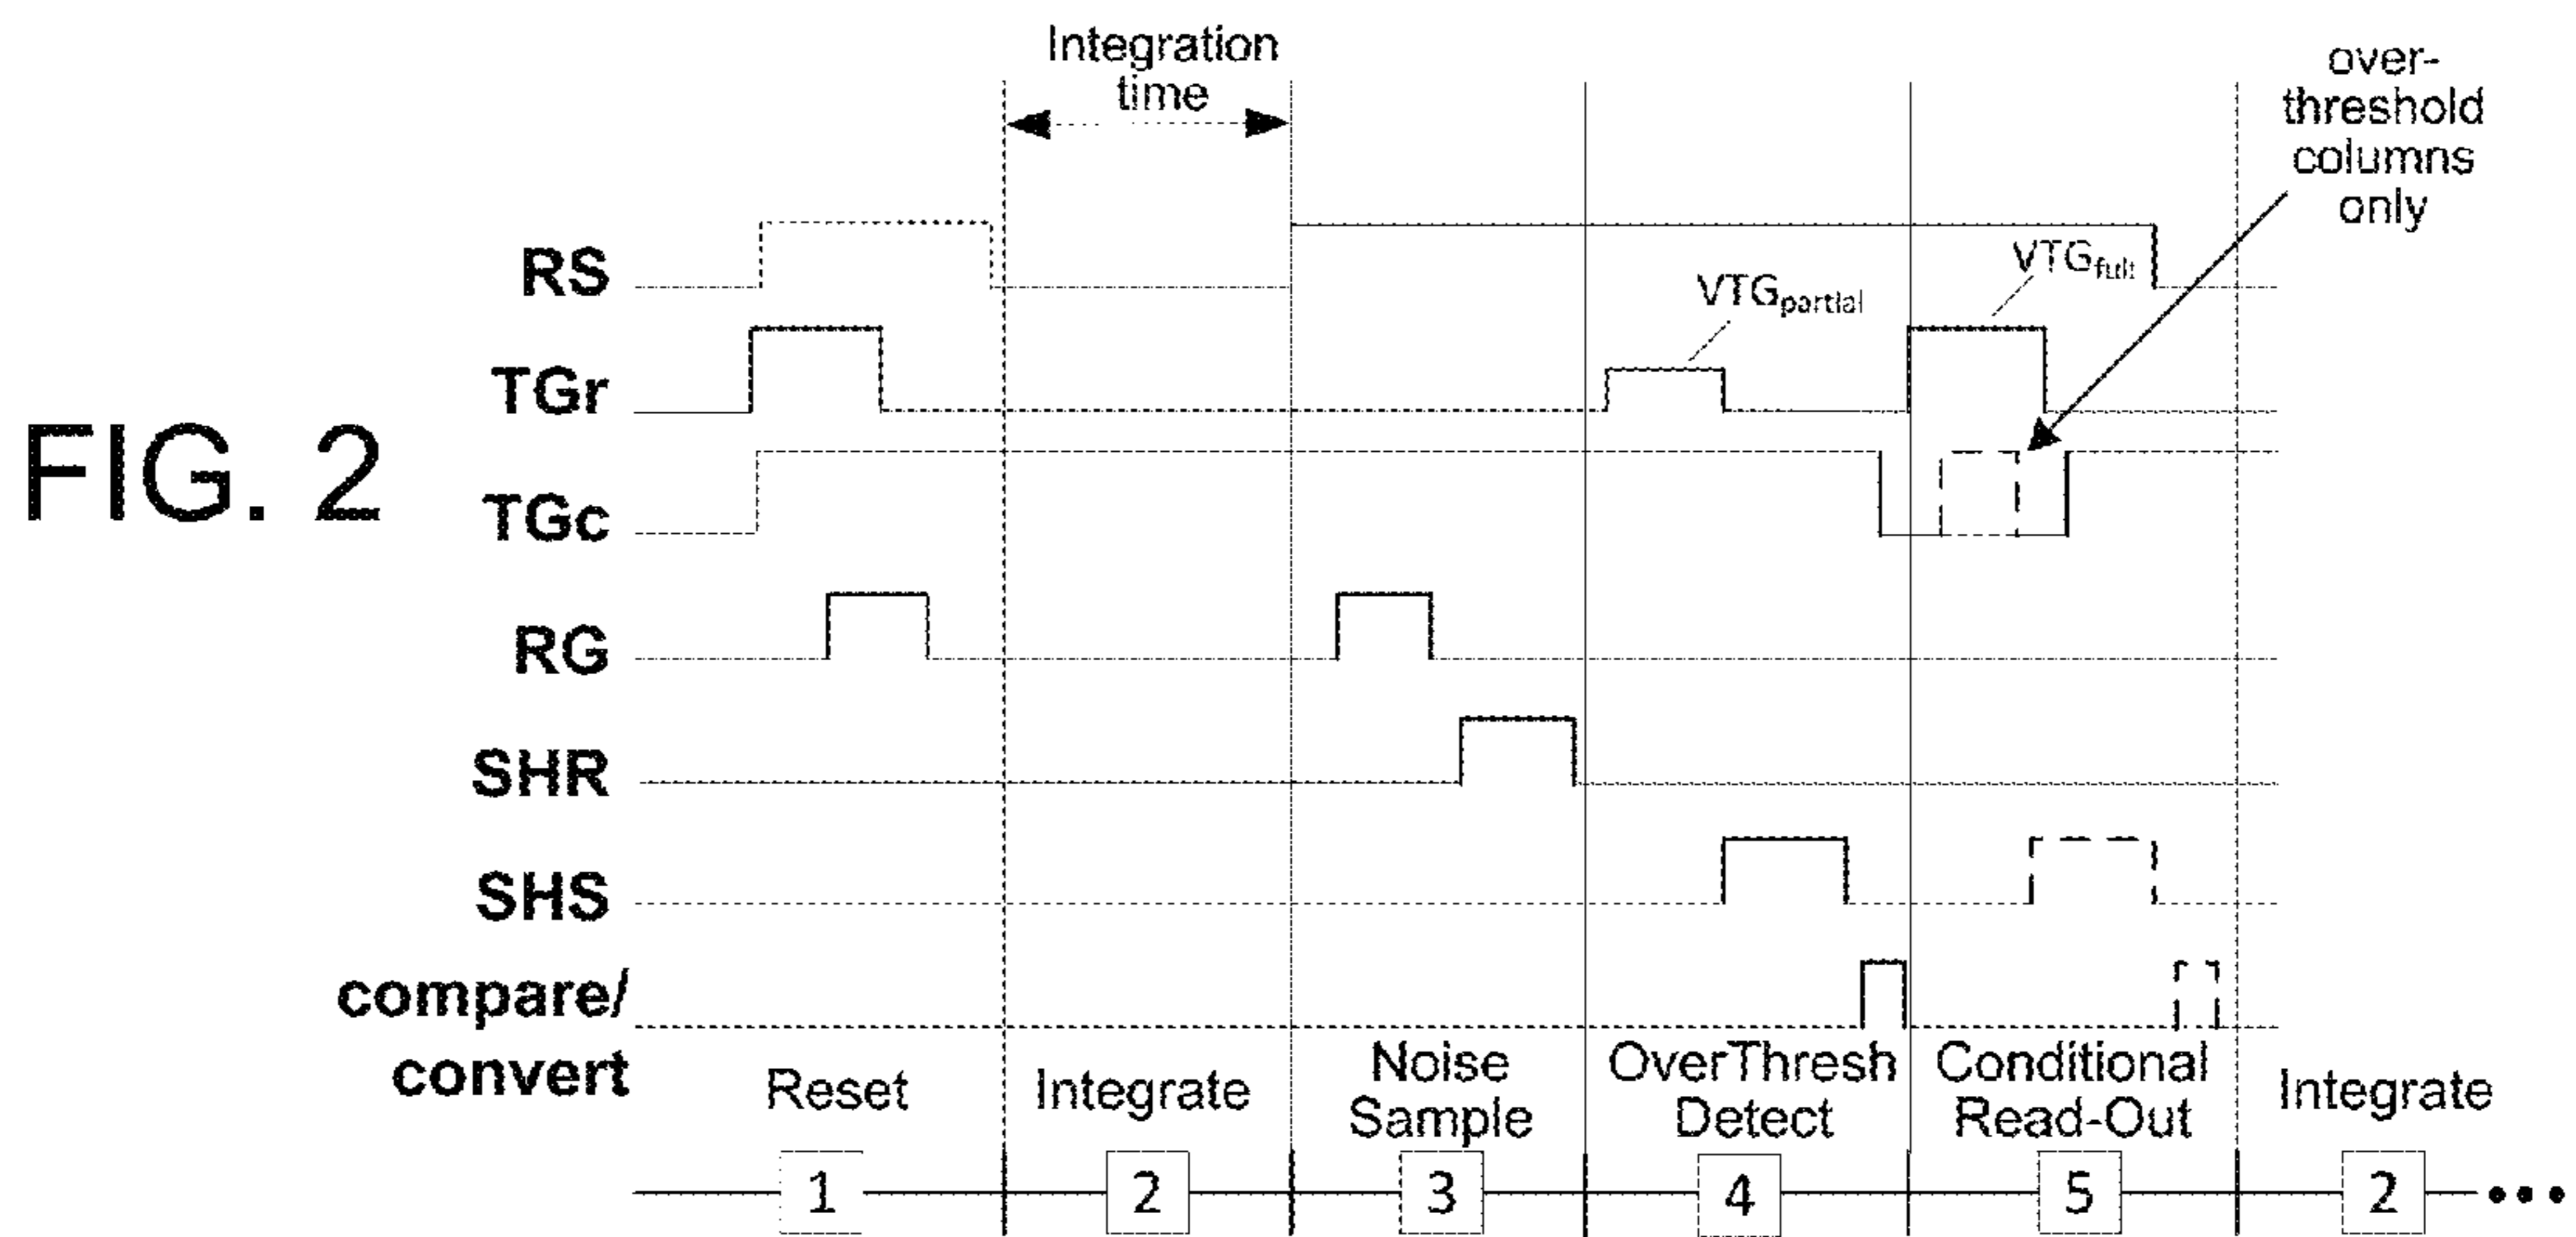 Integration
time
over-
threshold
columns
only
RS
VTGpartial
VTGfull
TGr
FIG. 2
TGc
RG
SHR
SHS
compare/
convert
Reset
Integrate
Noise
Sample
OverThresh
Detect
Conditional
Read-Out
Integrate
1
2
3
4
5
2